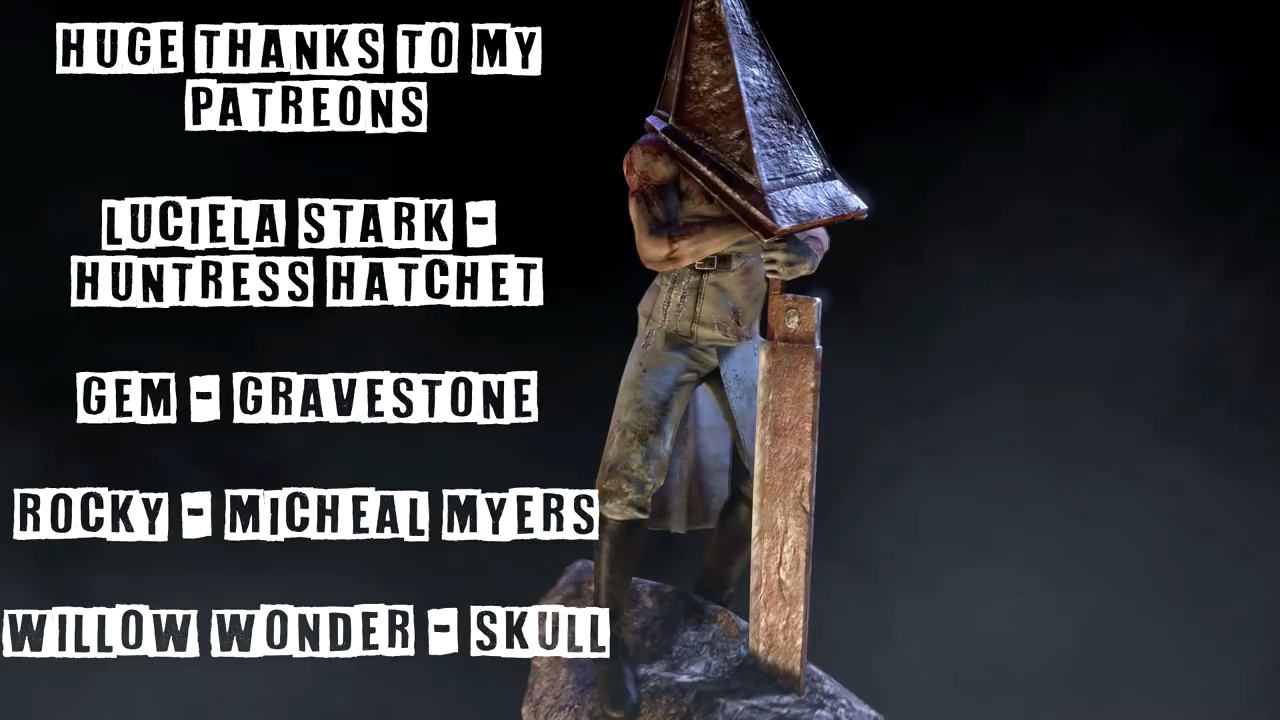 HUGE THANKS TO MY
PATREONS
LUCIELA STARK -
HUNTRESS HATCHET
GEM - GRAVESTONE
ROCKY - MICHEAL MYERS
WILLOW WONDER - SKULL